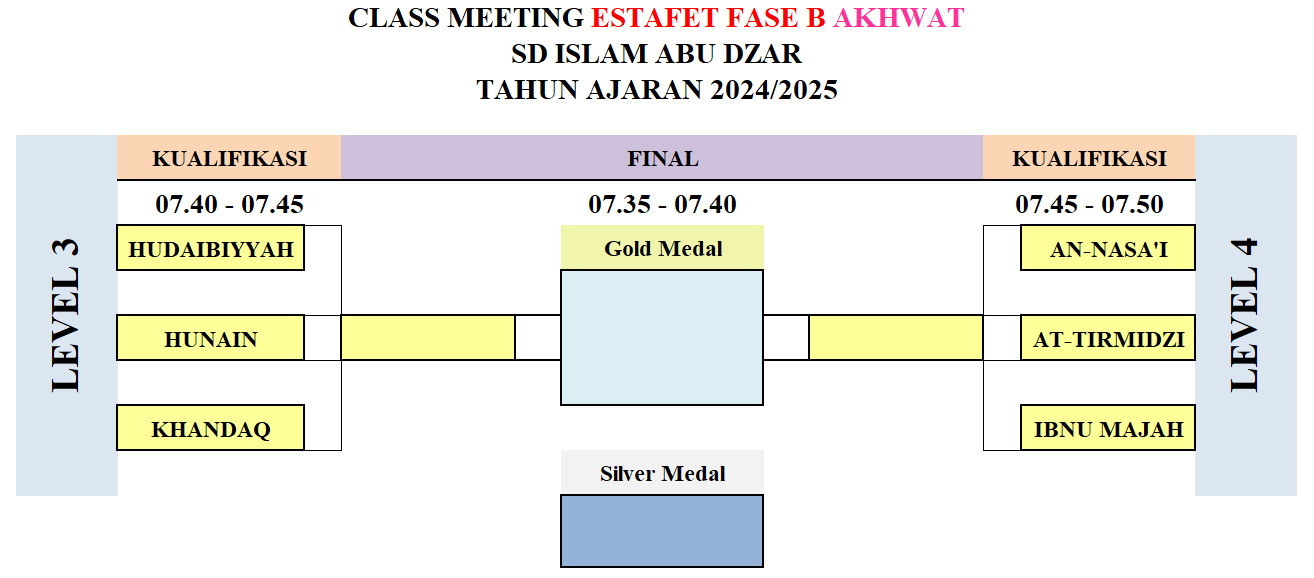 CLASS MEETING ESTAFET FASE B AKHWAT
SD ISLAM ABU DZAR
TAHUN AJARAN 2024/2025
KUALIFIKASI FINAL KUALIFIKASI
07.40 - 07.45 07.35 - 07.40 07.45 - 07.50
LEVEL 3
HUDAIBIYYAH Gold Medal AN-NASA'I
HUNAIN AT-TIRMIDZI
KHANDAQ IBNU MAJAH
LEVEL 4
Silver Medal